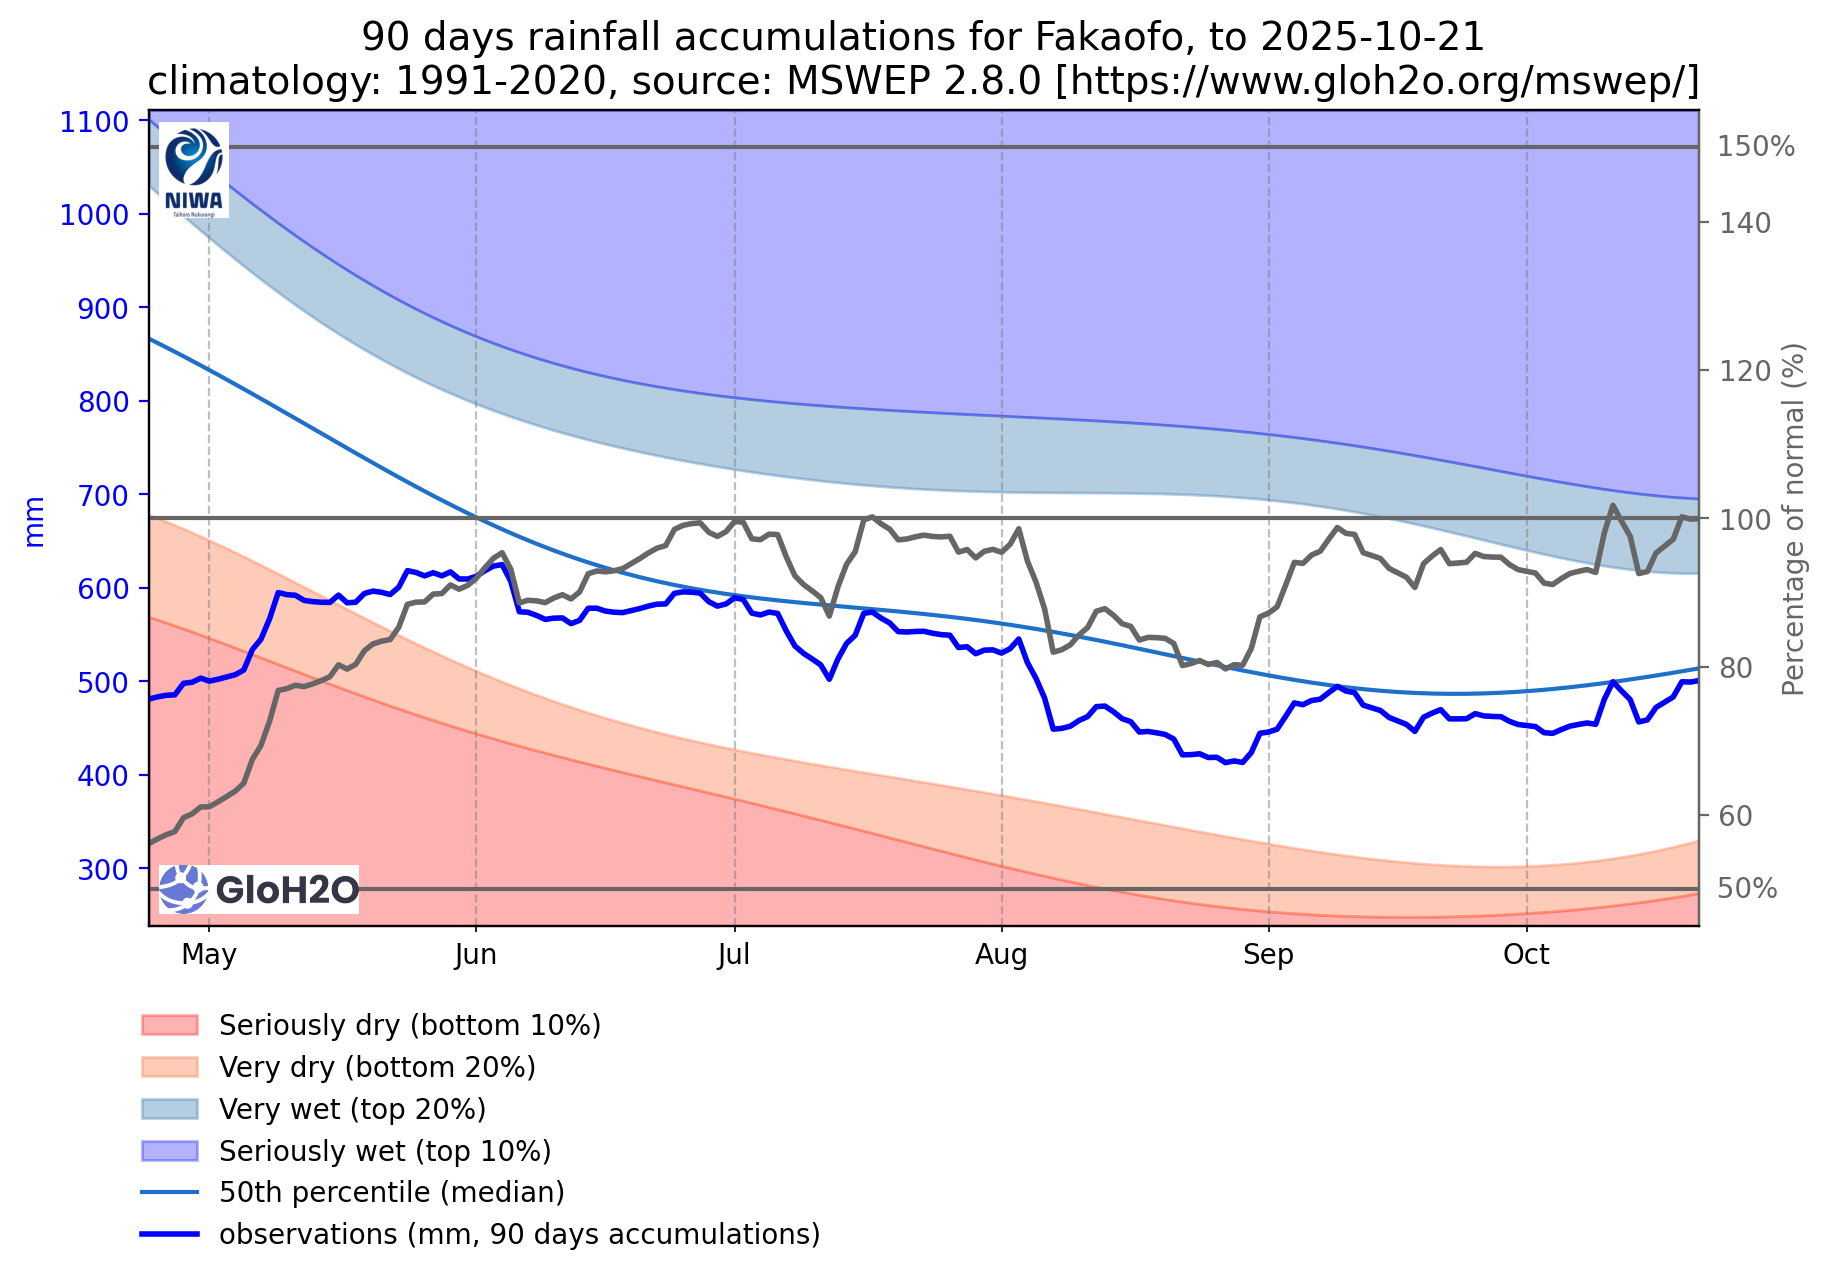 90 days rainfall accumulations for Fakaofo, to 2025-10-21
climatology: 1991-2020, source: MSWEP 2.8.0 [https://www.gloh2o.org/mswep/]
1100
1000
900
800
700
600
500
400
300
mm
NIWA
Taihoro Nukurangi
GloH2O
150%
140
120
100
80
60
50%
Percentage of normal (%)
May
Jun
Jul
Aug
Sep
Oct
Seriously dry (bottom 10%)
Very dry (bottom 20%)
Very wet (top 20%)
Seriously wet (top 10%)
50th percentile (median)
observations (mm, 90 days accumulations)